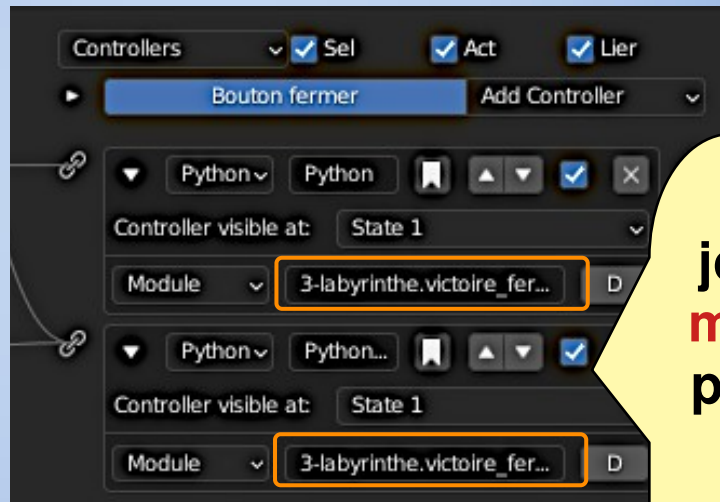 Controllers Sel Act Lier
Bouton fermer Add Controller
Python Python
Controller visible at: State 1
Module 3-labyrinthe.victoire_fer... D
Python Python...
Controller visible at: State 1
Module 3-labyrinthe.victoire_fer... D